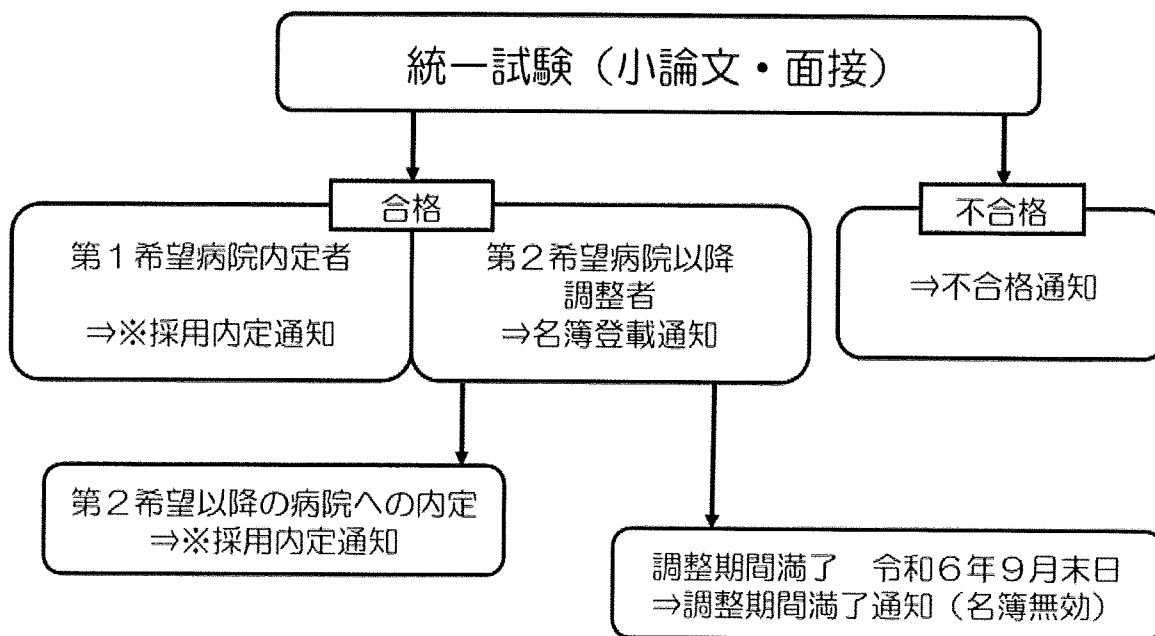 統一試験（小論文・面接）
合格
不合格
第１希望病院内定者
⇒※採用内定通知
第２希望病院以降
調整者
⇒名簿登載通知
⇒不合格通知
第２希望以降の病院への内定
⇒※採用内定通知
調整期間満了　令和６年９月末日
⇒調整期間満了通知（名簿無効）